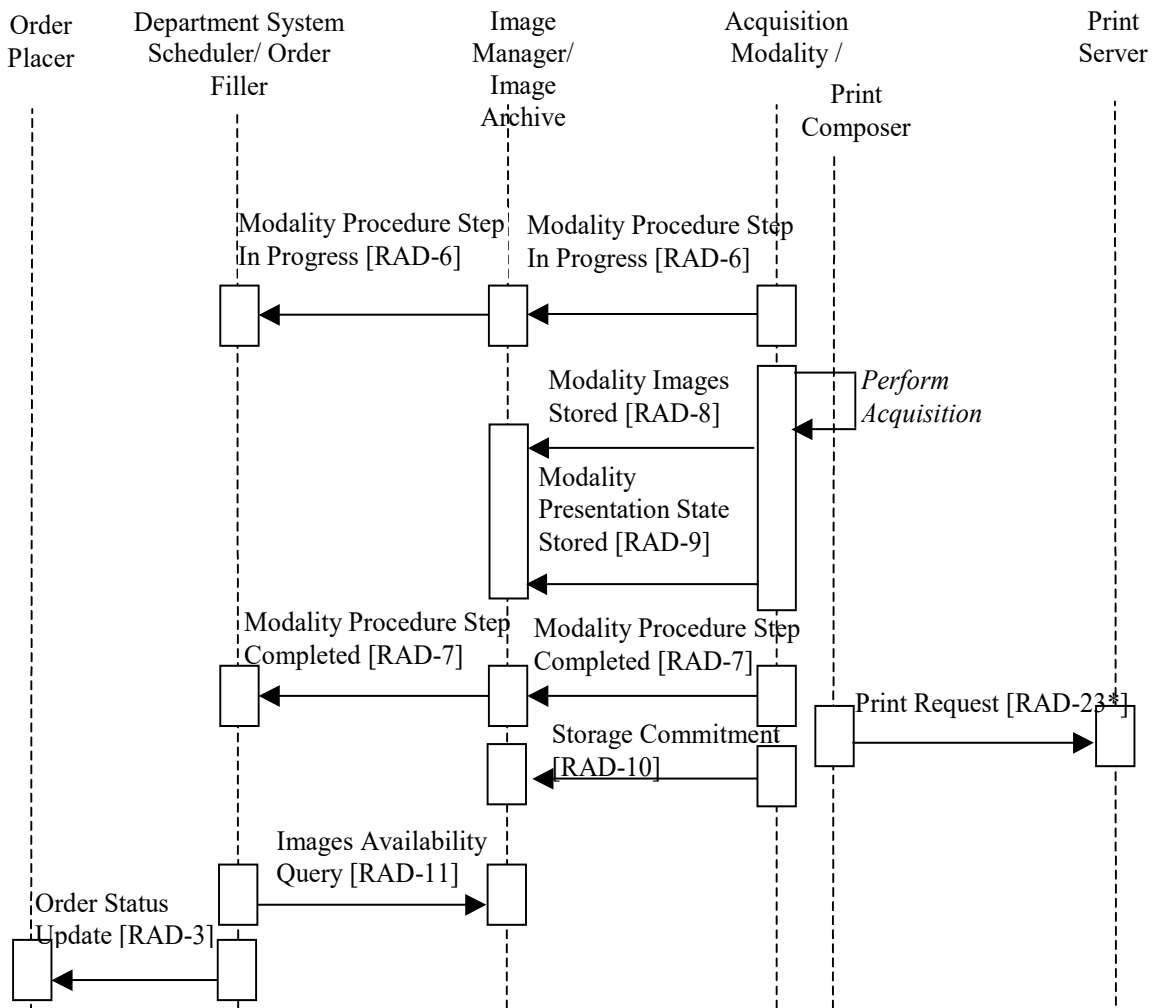 Order
Placer
Department System
Scheduler/ Order
Filler
Image
Manager/
Image
Archive
Acquisition
Modality /
Print
Composer
Print
Server
Modality Procedure Step
In Progress [RAD-6]
Modality Procedure Step
In Progress [RAD-6]
Perform
Acquisition
Modality Images
Stored [RAD-8]
Modality
Presentation State
Stored [RAD-9]
Modality Procedure Step
Completed [RAD-7]
Modality Procedure Step
Completed [RAD-7]
Print Request [RAD-23*]
Storage Commitment
[RAD-10]
Images Availability
Query [RAD-11]
Order Status
Update [RAD-3]